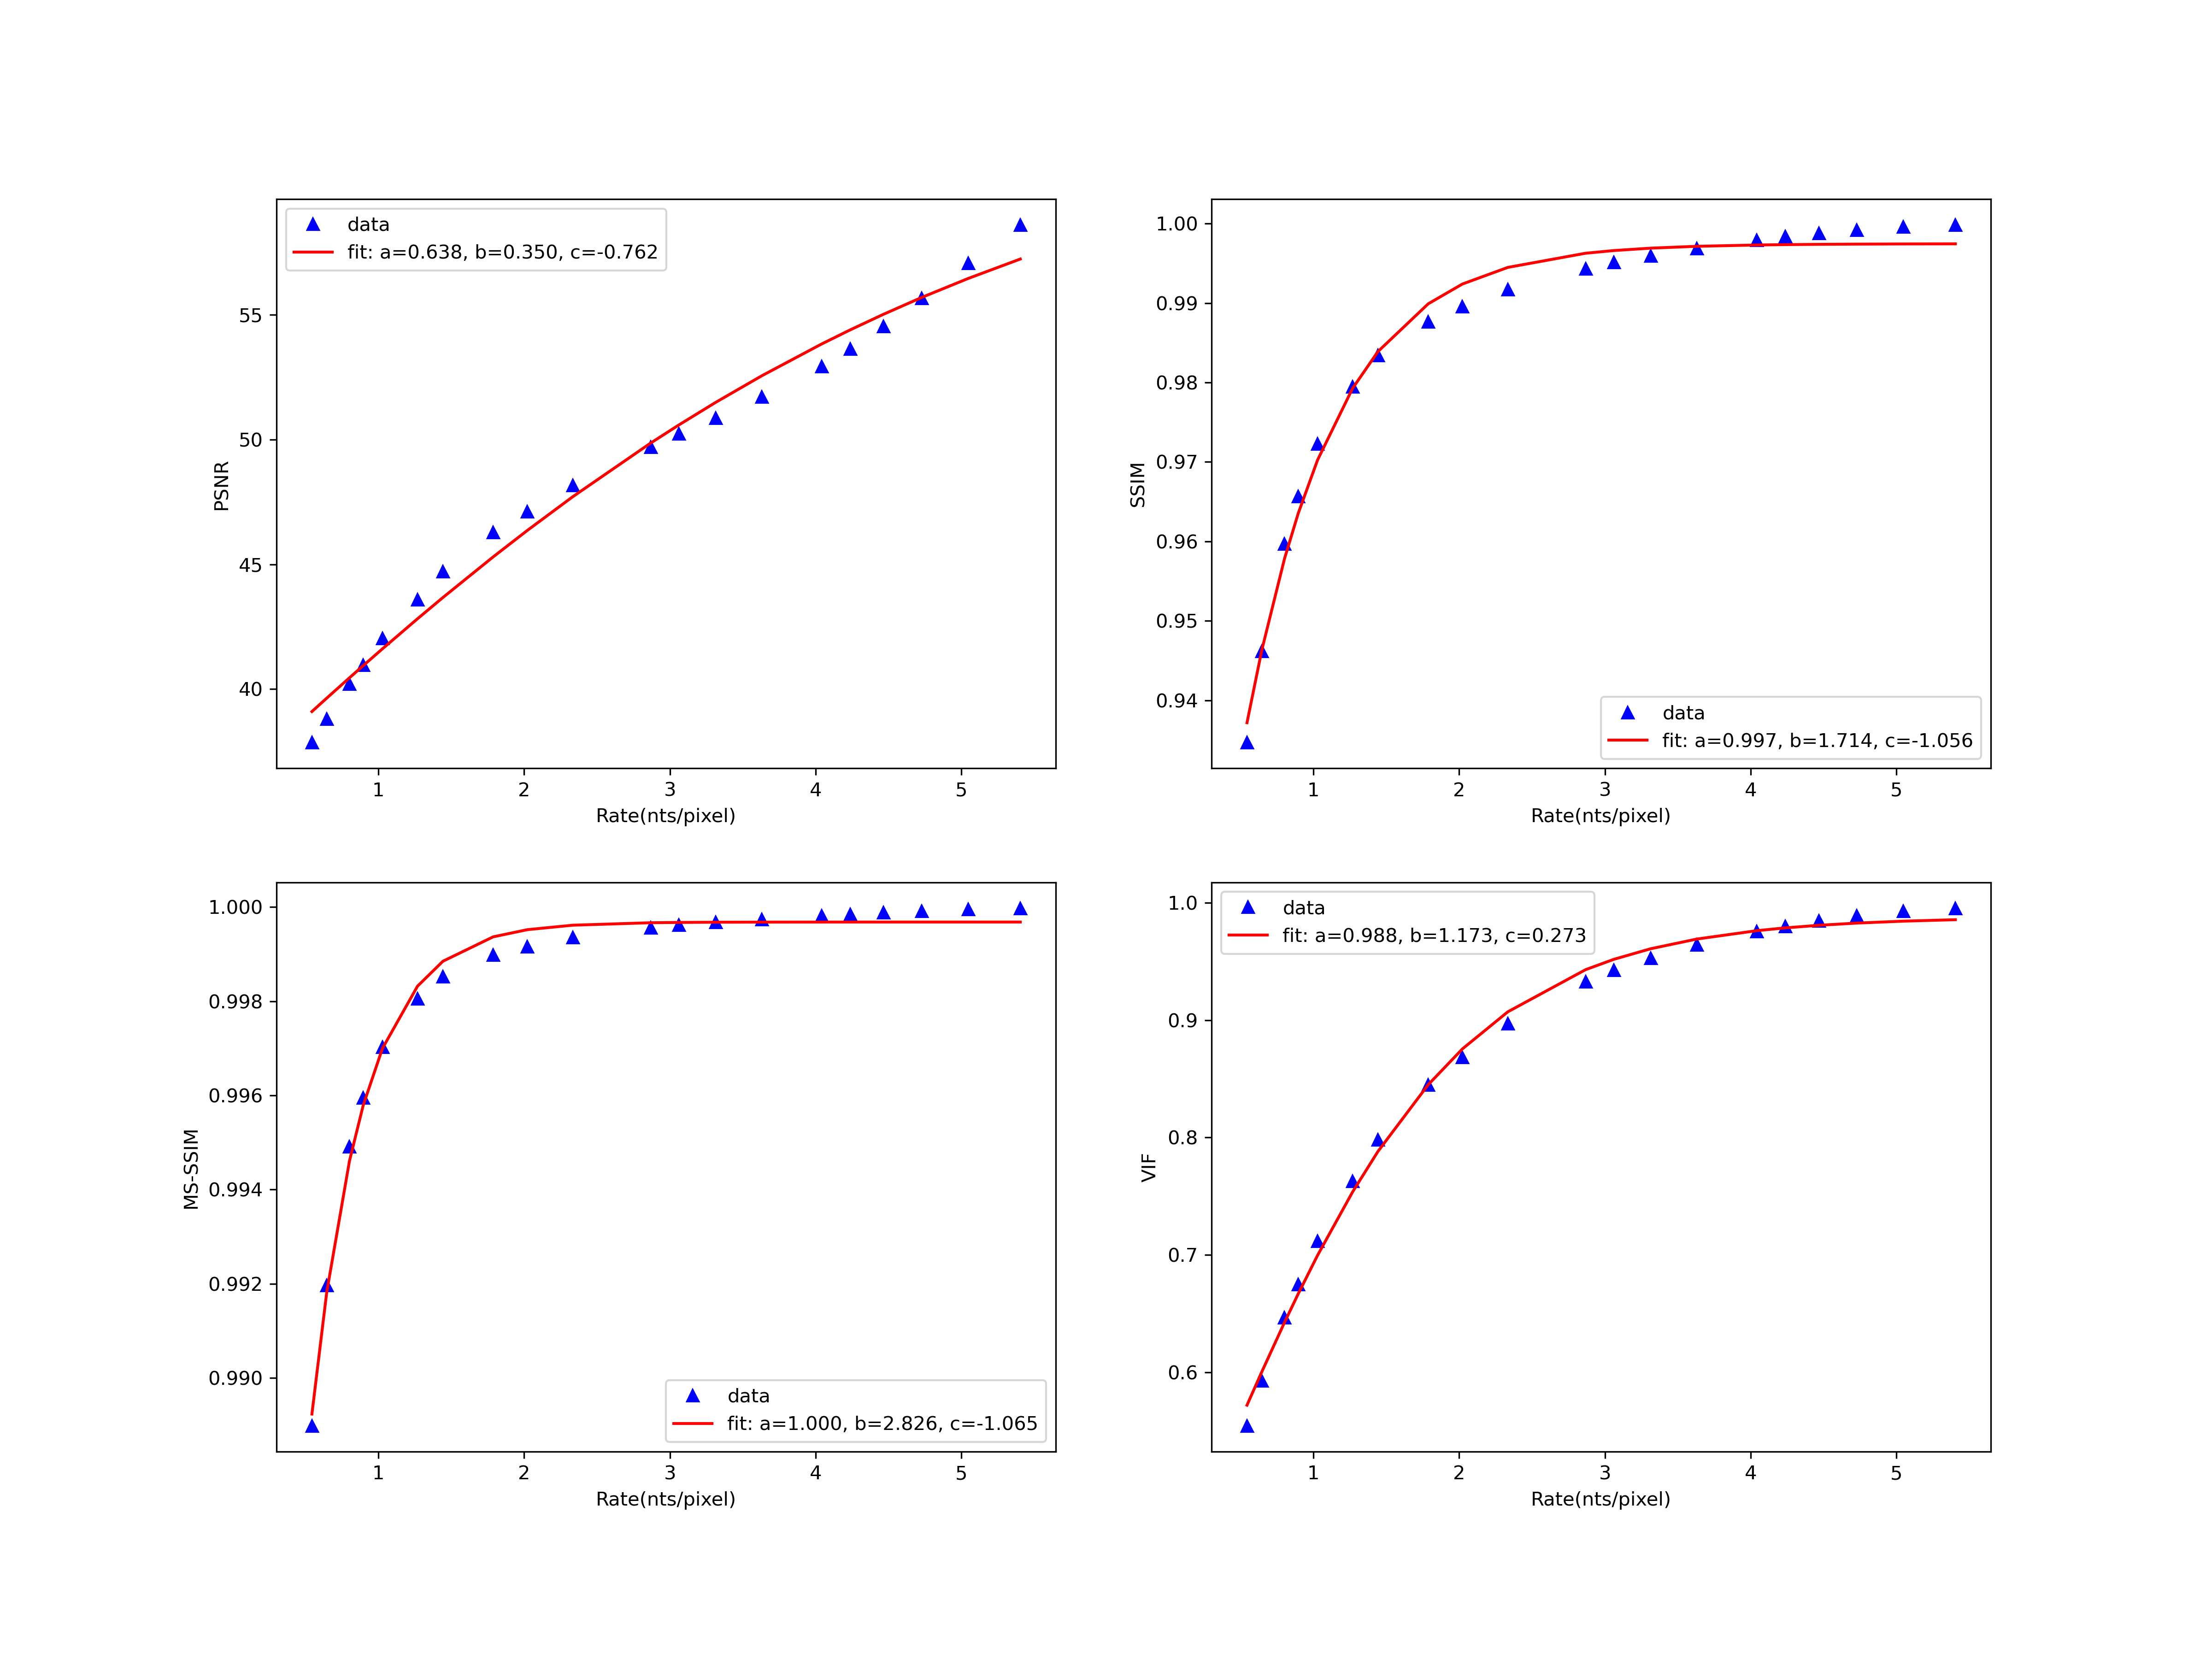 data
fit: a=0.638, b=0.350, c=-0.762
55
50
45
40
PSNR
1 2 3 4 5
Rate(nts/pixel)
1.00
0.99
0.98
0.97
0.96
0.95
0.94
SSIM
data
fit: a=0.997, b=1.714, c=-1.056
1 2 3 4 5
Rate(nts/pixel)
1.000
0.998
0.996
0.994
0.992
0.990
MS-SSIM
data
fit: a=1.000, b=2.826, c=-1.065
1 2 3 4 5
Rate(nts/pixel)
data
fit: a=0.988, b=1.173, c=0.273
1.0
0.9
0.8
0.7
0.6
VIF
1 2 3 4 5
Rate(nts/pixel)